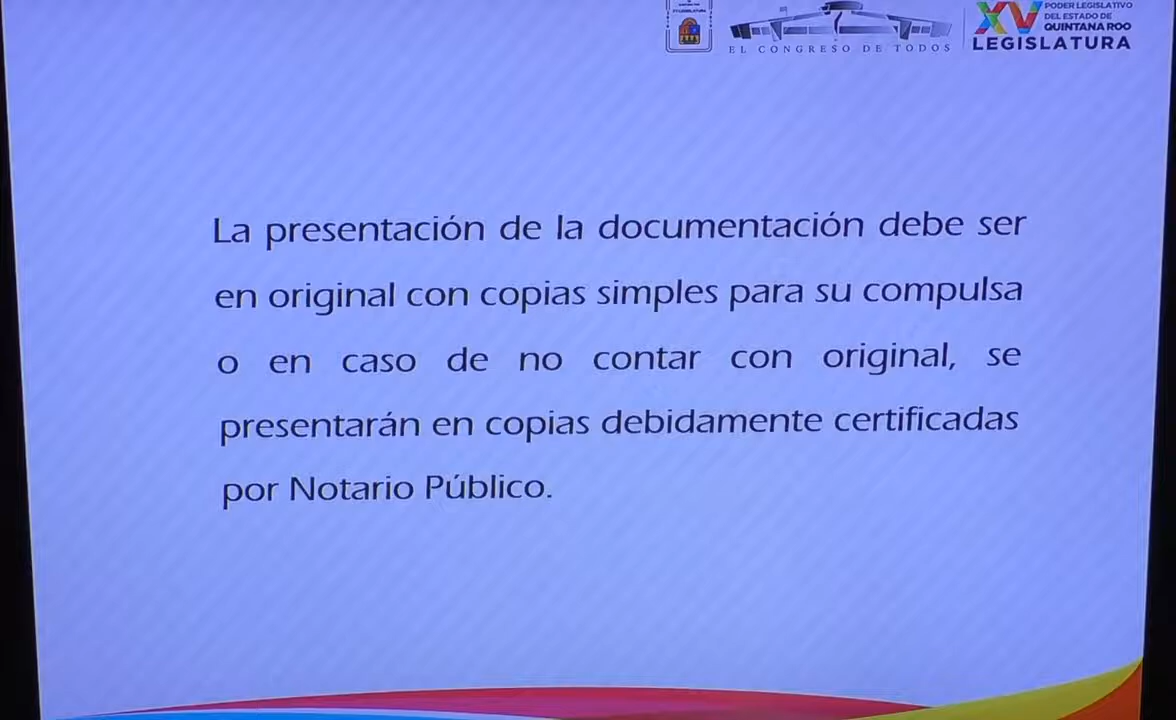 EL CONGRESO DE TODOS
PODER LEGISLATIVO
DEL ESTADO DE
QUINTANA ROO
XV
LEGISLATURA
La presentación de la documentación debe ser
en original con copias simples para su compulsa
o en caso de no contar con original, se
presentarán en copias debidamente certificadas
por Notario Público.